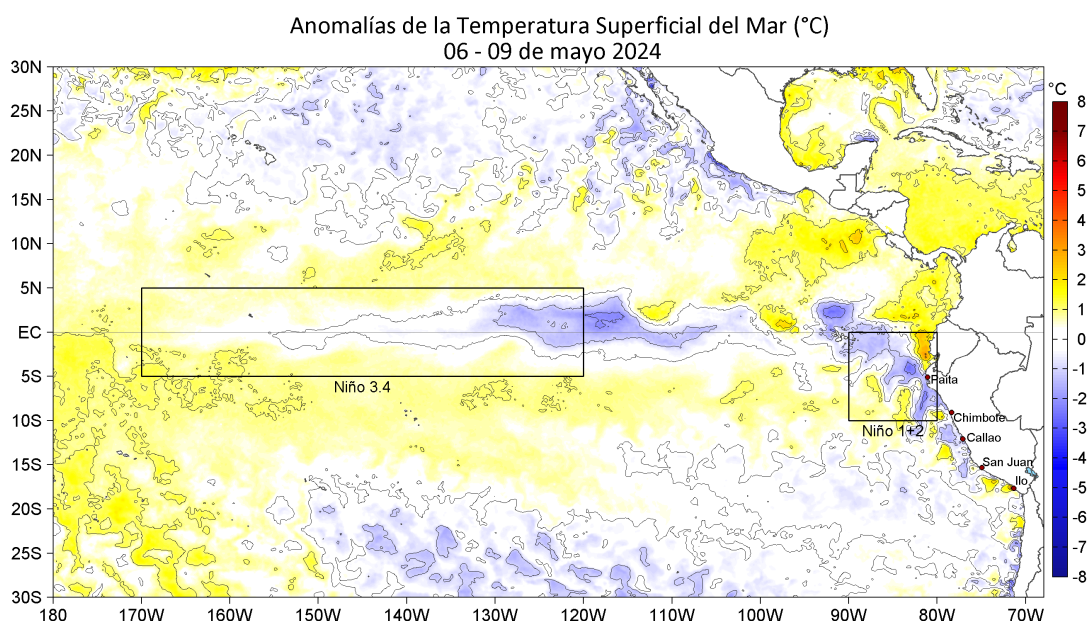 Anomalías de la Temperatura Superficial del Mar (°C)
06 - 09 de mayo 2024
30N
25N
20N
15N
10N
5N
EC
5S
10S
15S
20S
25S
30S
180
170W
160W
150W
140W
130W
120W
110W
100W
90W
80W
70W
Niño 3.4
Niño 1+2
Paita
Chimbote
Callao
San Juan
Ilo
°C
8
7
6
5
4
3
2
1
0
-1
-2
-3
-4
-5
-6
-7
-8